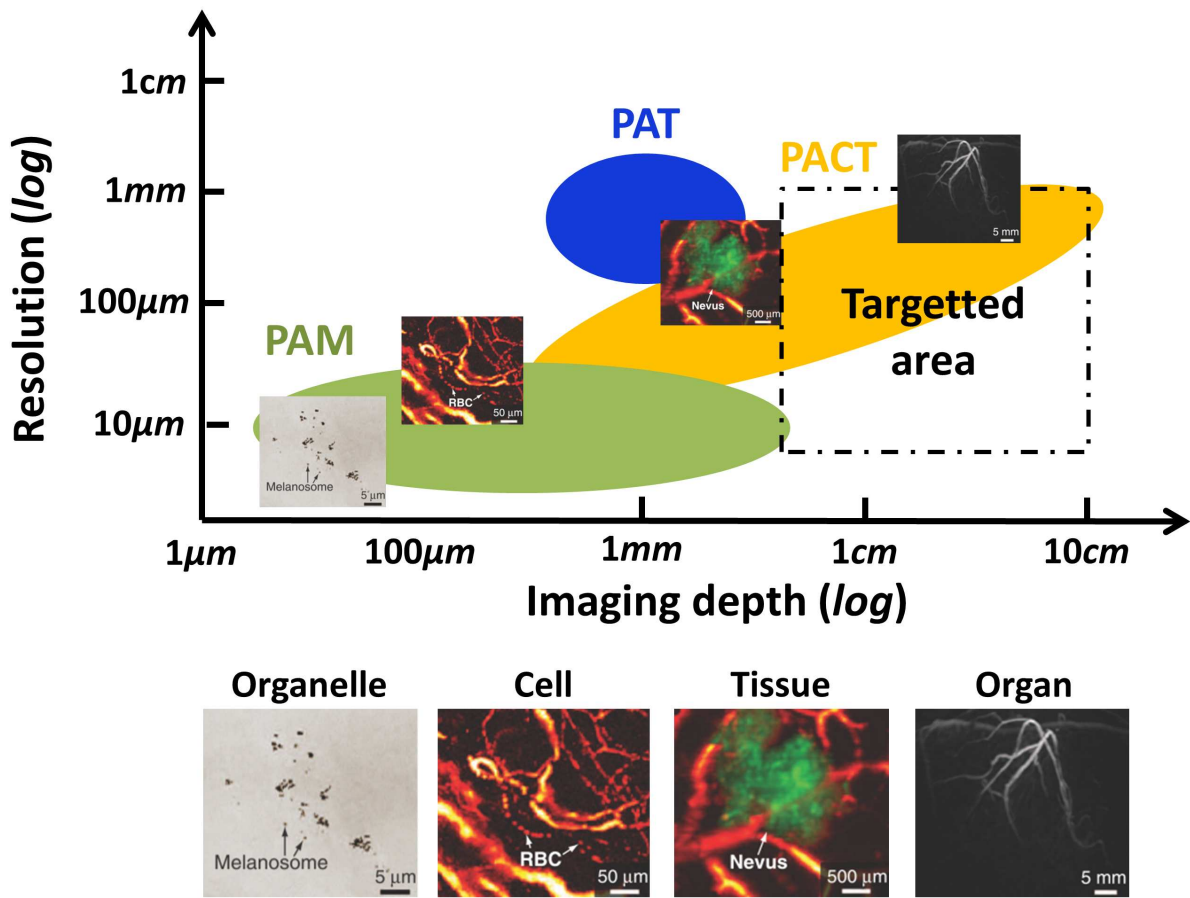 Resolution (log)
1cm
1mm
100μm
10μm
PAT
PACT
PAM
5 mm
Nevus
500 μm
RBC
50 μm
Melanosome
5 μm
Targetted
area
1μm 100μm 1mm 1cm 10cm
Imaging depth (log)
Organelle Cell Tissue Organ
Melanosome
5 μm
RBC
50 μm
Nevus
500 μm
5 mm